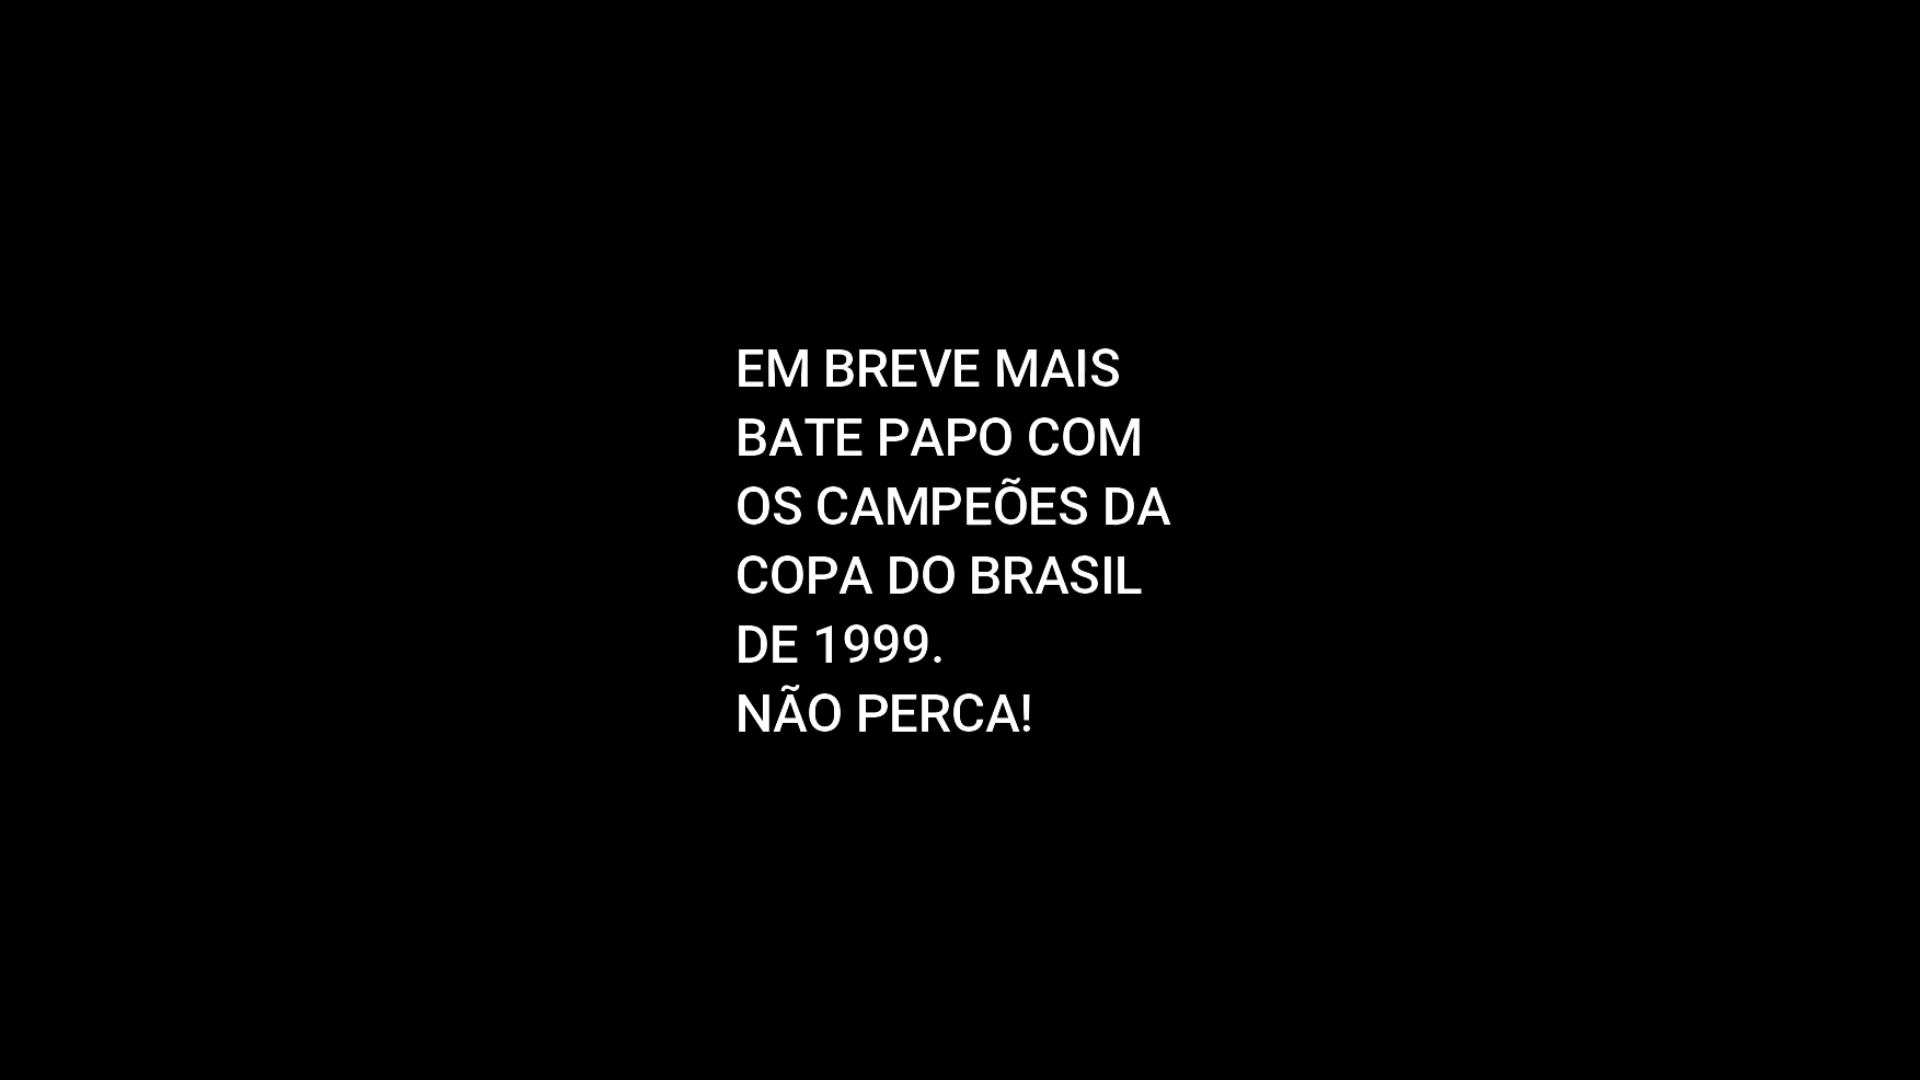 EM BREVE MAIS
BATE PAPO COM
OS CAMPEÕES DA
COPA DO BRASIL
DE 1999.
NÃO PERCA!